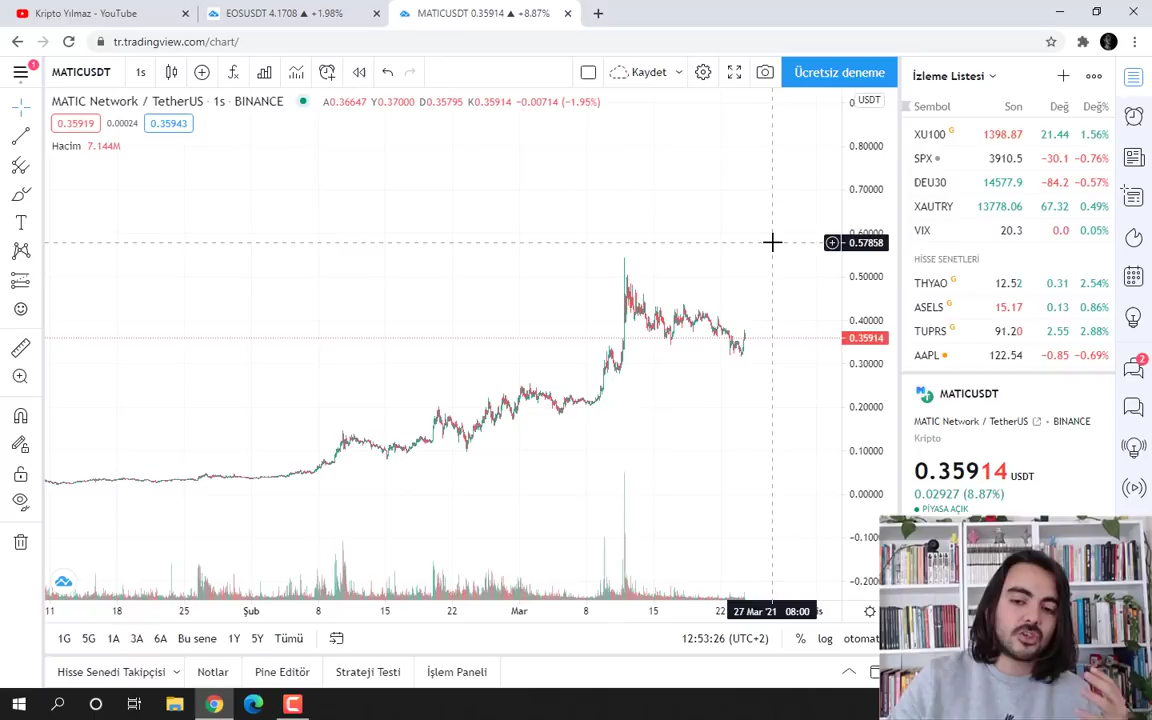 Kripto Yılmaz - YouTube
EOSUSDT 4.1708 ▲ +1.98%
MATICUSDT 0.35914 ▲ +8.87%
tr.tradingview.com/chart/
1
MATICUSDT
1s
Kaydet
Ücretsiz deneme
MATIC Network / TetherUS · 1s · BINANCE
A0.36647 Y0.37000 D0.35795 K0.35914 −0.00714 (−1.95%)
0.35919 0.00024 0.35943
Hacim 7.144M
USDT
0.80000
0.70000
0.57858
0.50000
0.40000
0.35914
0.30000
0.20000
0.10000
0.00000
11 18 25 Şub 8 15 22 Mar 8 15 22
27 Mar '21 08:00
1G 5G 1A 3A 6A Bu sene 1Y 5Y Tümü
12:53:26 (UTC+2)
% log otomat
Hisse Senedi Takipçisi
Notlar
Pine Editör
Strateji Testi
İşlem Paneli
İzleme Listesi
Sembol Son Değ Değ%
XU100 G 1398.87 21.44 1.56%
SPX 3910.5 −30.1 −0.76%
DEU30 14577.9 −84.2 −0.57%
XAUTRY 13778.06 67.32 0.49%
VIX 20.3 0.0 0.05%
HİSSE SENETLERİ
THYAO G 12.52 0.31 2.54%
ASELS G 15.17 0.13 0.86%
TUPRS G 91.20 2.55 2.88%
AAPL 122.54 −0.85 −0.69%
MATICUSDT
MATIC Network / TetherUS · BINANCE
Kripto
0.35914 USDT
0.02927 (8.87%)
PİYASA AÇIK
2